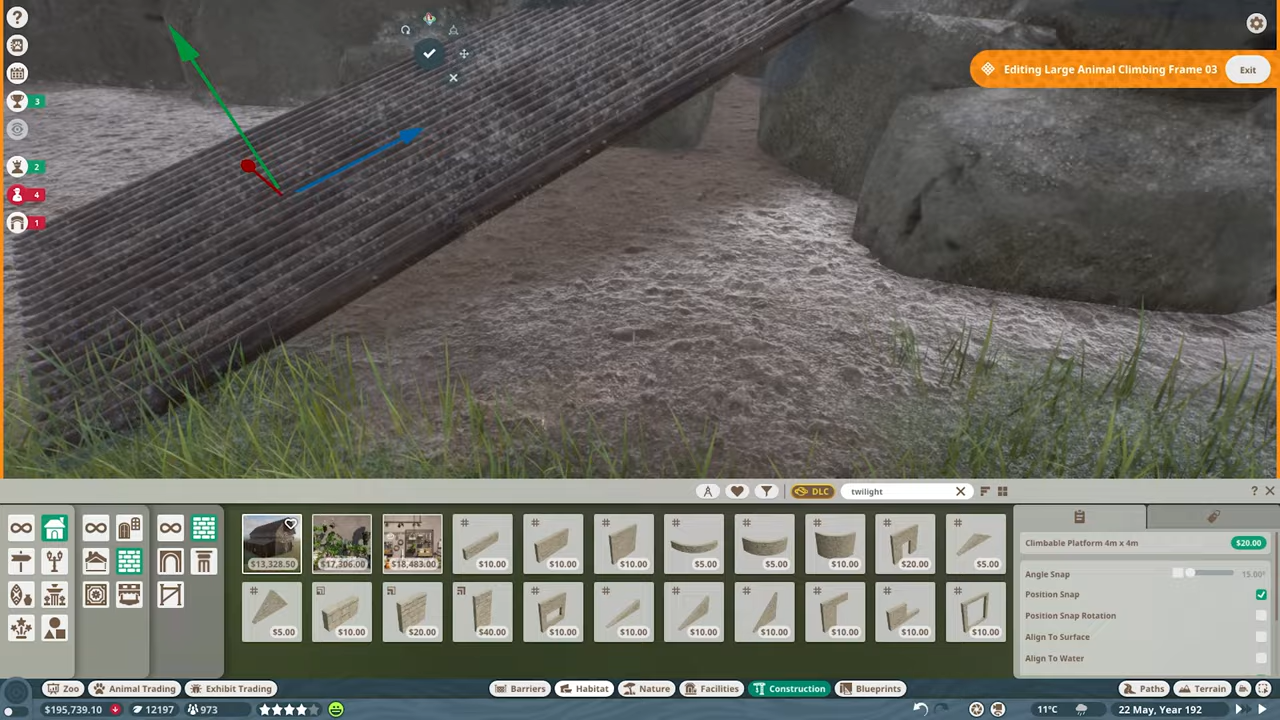 ?
Editing Large Animal Climbing Frame 03 Exit
3
2
4
1
DLC twilight ? 
$13,328.50 $17,306.00 $18,483.00 $10.00 $10.00 $10.00 $5.00 $5.00 $10.00 $20.00 $5.00
$5.00 $10.00 $20.00 $40.00 $10.00 $10.00 $10.00 $10.00 $10.00 $10.00 $10.00
Climbable Platform 4m x 4m $20.00
Angle Snap 15.00°
Position Snap
Position Snap Rotation
Align To Surface
Align To Water
Zoo Animal Trading Exhibit Trading Barriers Habitat Nature Facilities Construction Blueprints Paths Terrain
$195,739.10 12197 973 11°C 22 May, Year 192